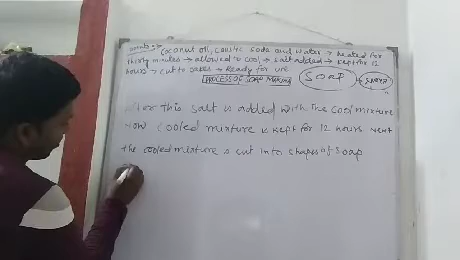 Coconut oil, caustic soda and water → heated for
thirty minutes → allowed to cool → salt added → kept for 12
hours → cut to cakes → Ready for use
PROCESS OF SOAP MAKING
SOAP
this salt is added with the cool mixture
Now cooled mixture is kept for 12 hours next
the cooled mixture is cut into shapes of soap